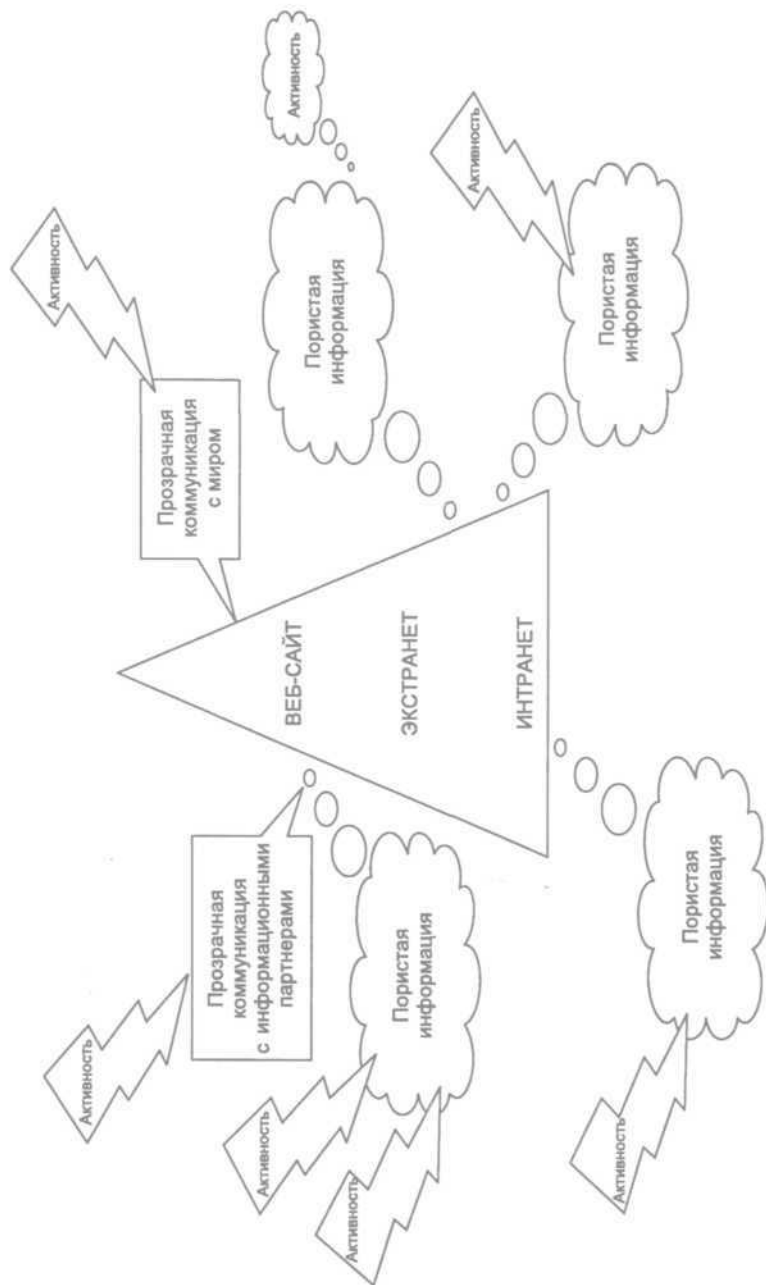 Активность
Активность
Прозрачная
коммуникация
с миром
Прозрачная
коммуникация
с информационными
партнерами
Активность
Активность
ВЕБ-САЙТ
Пористая
информация
Активность
Пористая
информация
ЭКСТРАНЕТ
Активность
ИНТРАНЕТ
Пористая
информация
Активность
Пористая
информация